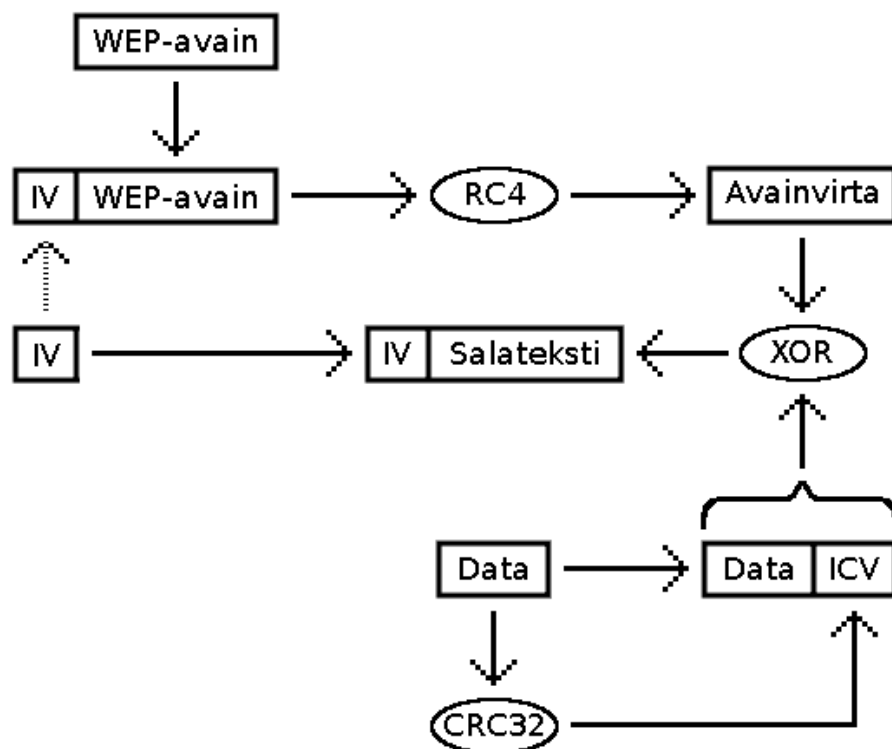 WEP-avain
IV WEP-avain RC4 Avainvirta
IV IV Salateksti XOR
Data Data ICV
CRC32